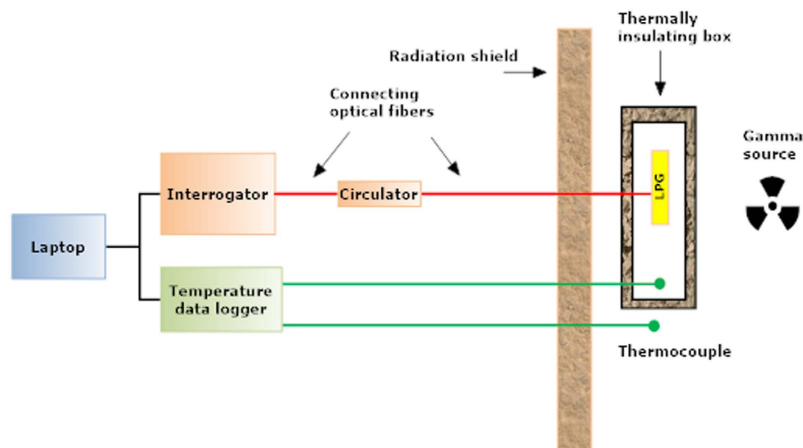 Thermally
insulating box
Radiation shield
Connecting
optical fibers
Gamma
source
Interrogator
Circulator
LPG
Laptop
Temperature
data logger
Thermocouple